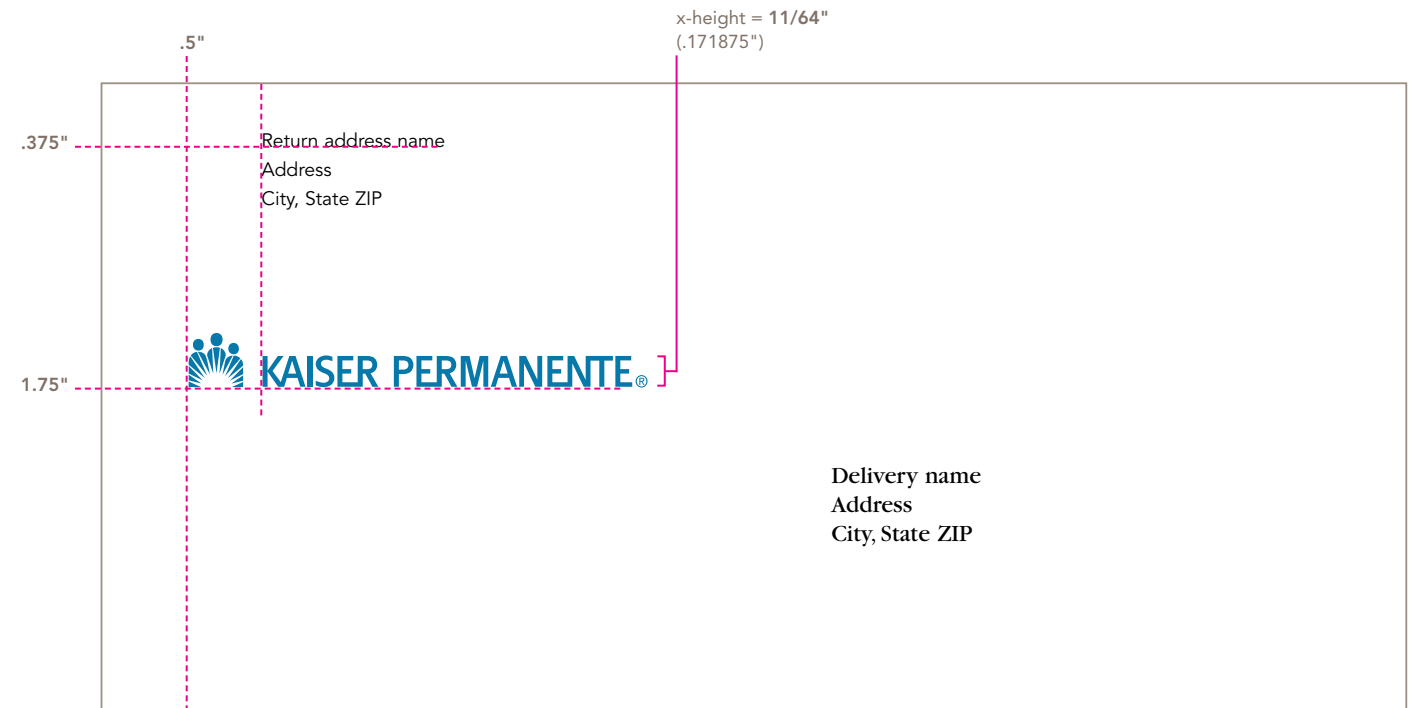 x-height = 11/64"
(.171875")
.5"
.375"
Return address name
Address
City, State ZIP
1.75"
KAISER PERMANENTE®
Delivery name
Address
City, State ZIP